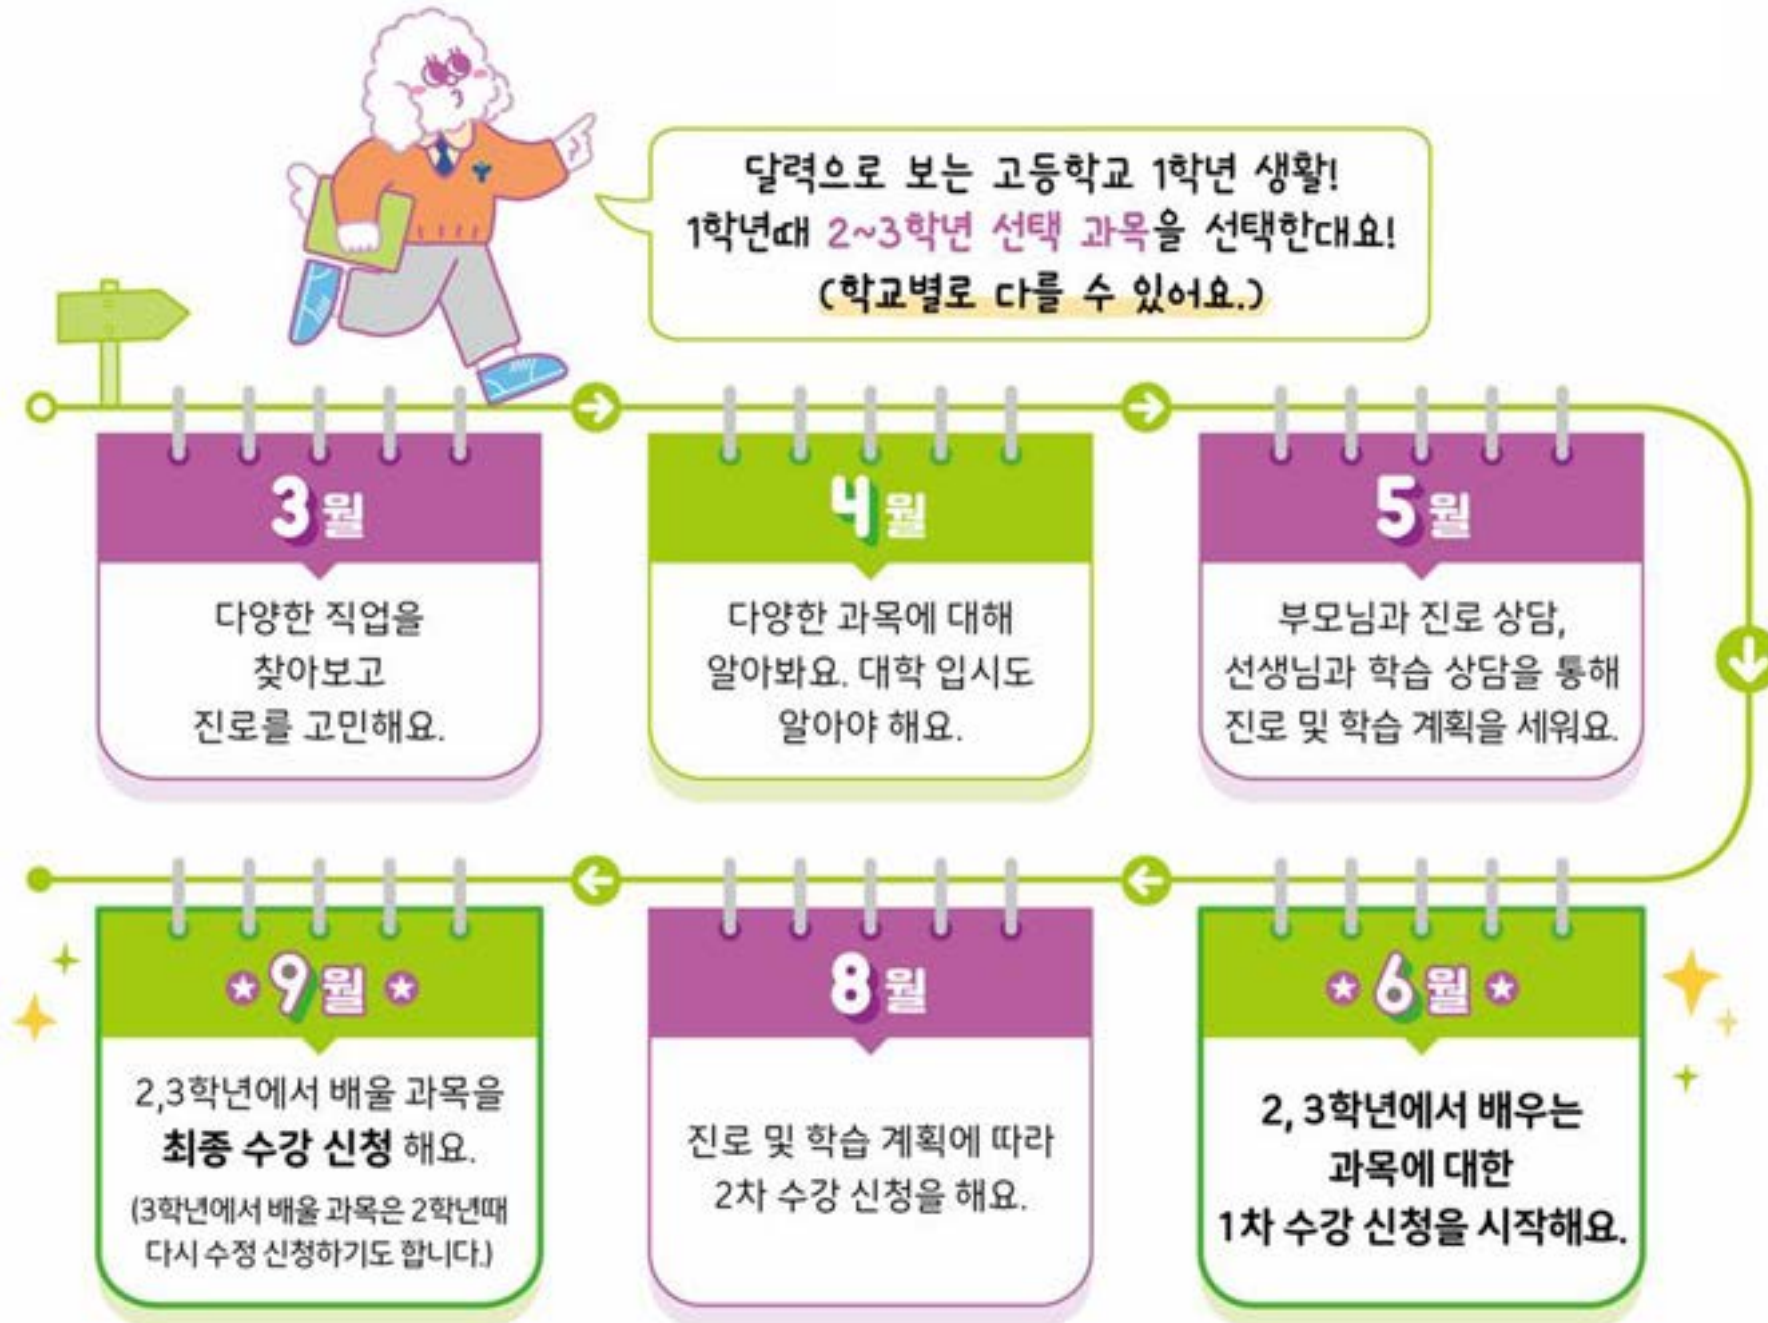 달력으로 보는 고등학교 1학년 생활!
1학년때 2~3학년 선택 과목을 선택한대요!
(학교별로 다를 수 있어요.)
3월
다양한 직업을
찾아보고
진로를 고민해요.
4월
다양한 과목에 대해
알아봐요. 대학 입시도
알아야 해요.
5월
부모님과 진로 상담,
선생님과 학습 상담을 통해
진로 및 학습 계획을 세워요.
6월
2, 3학년에서 배우는
과목에 대한
1차 수강 신청을 시작해요.
8월
진로 및 학습 계획에 따라
2차 수강 신청을 해요.
9월
2,3학년에서 배울 과목을
최종 수강 신청 해요.
(3학년에서 배울 과목은 2학년때
다시 수정 신청하기도 합니다.)